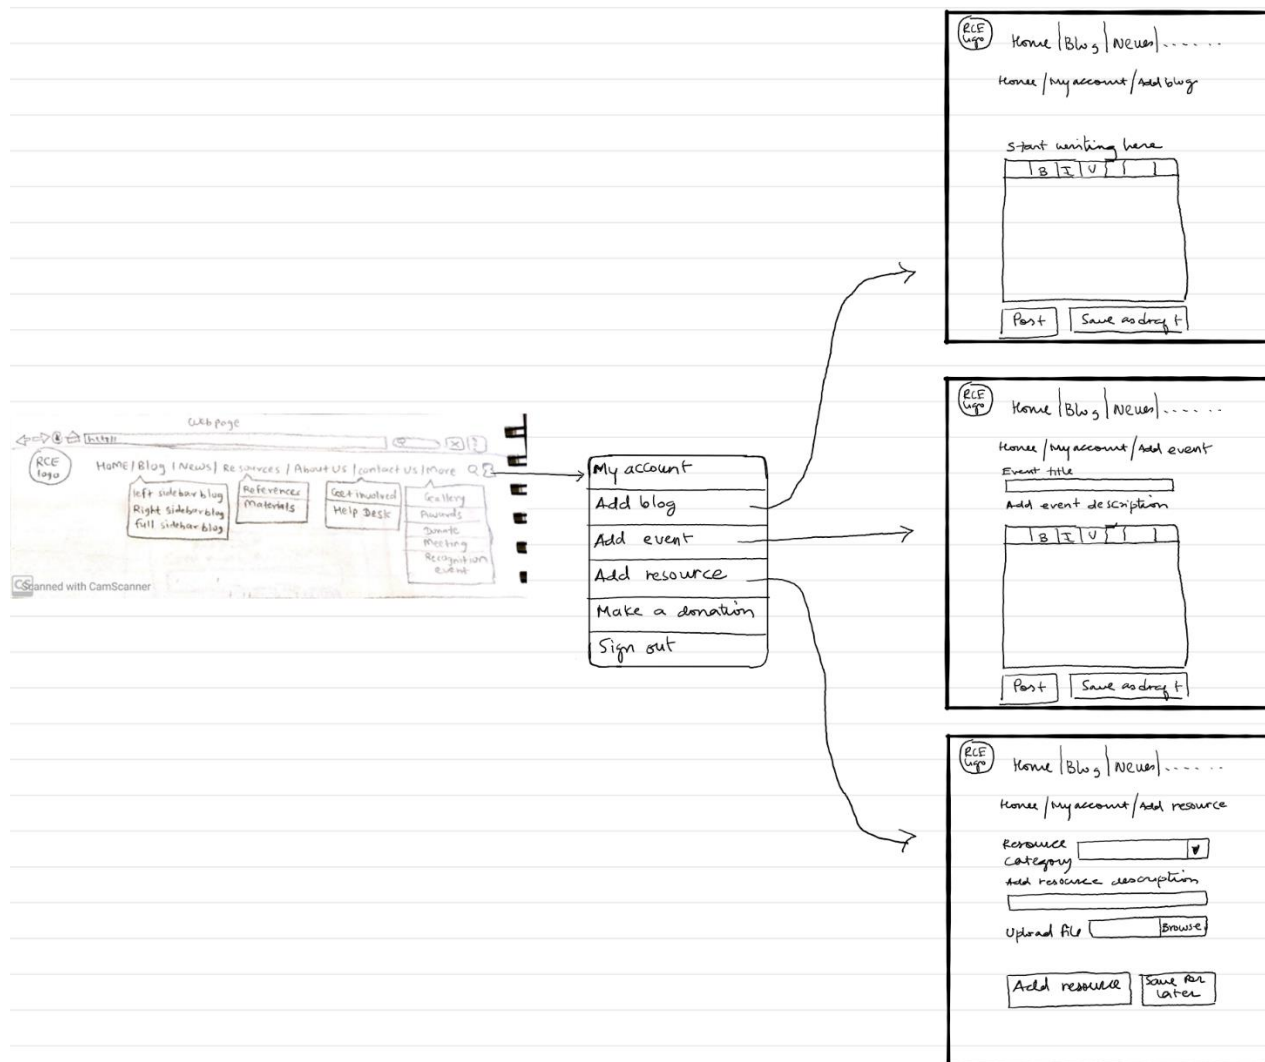 RCE
logo
Home | Blog | News | ......
Home / My account / Add blog
Start writing here
B I U
Post
Save as draft
Web page
http://
RCE
logo
Home / Blog / News / Resources / About Us / contact Us / More
left sidebar blog
Right sidebar blog
full sidebar blog
References
Materials
Get involved
Help Desk
Gallery
Awards
Donate
Meeting
Recognition
event
CS
Scanned with CamScanner
My account
Add blog
Add event
Add resource
Make a donation
Sign out
RCE
logo
Home | Blog | News | ......
Home / My account / Add event
Event title
Add event description
B I U
Post
Save as draft
RCE
logo
Home | Blog | News | ......
Home / My account / Add resource
Resource
category
Add resource description
Upload file
Browse
Add resource
Save for
later